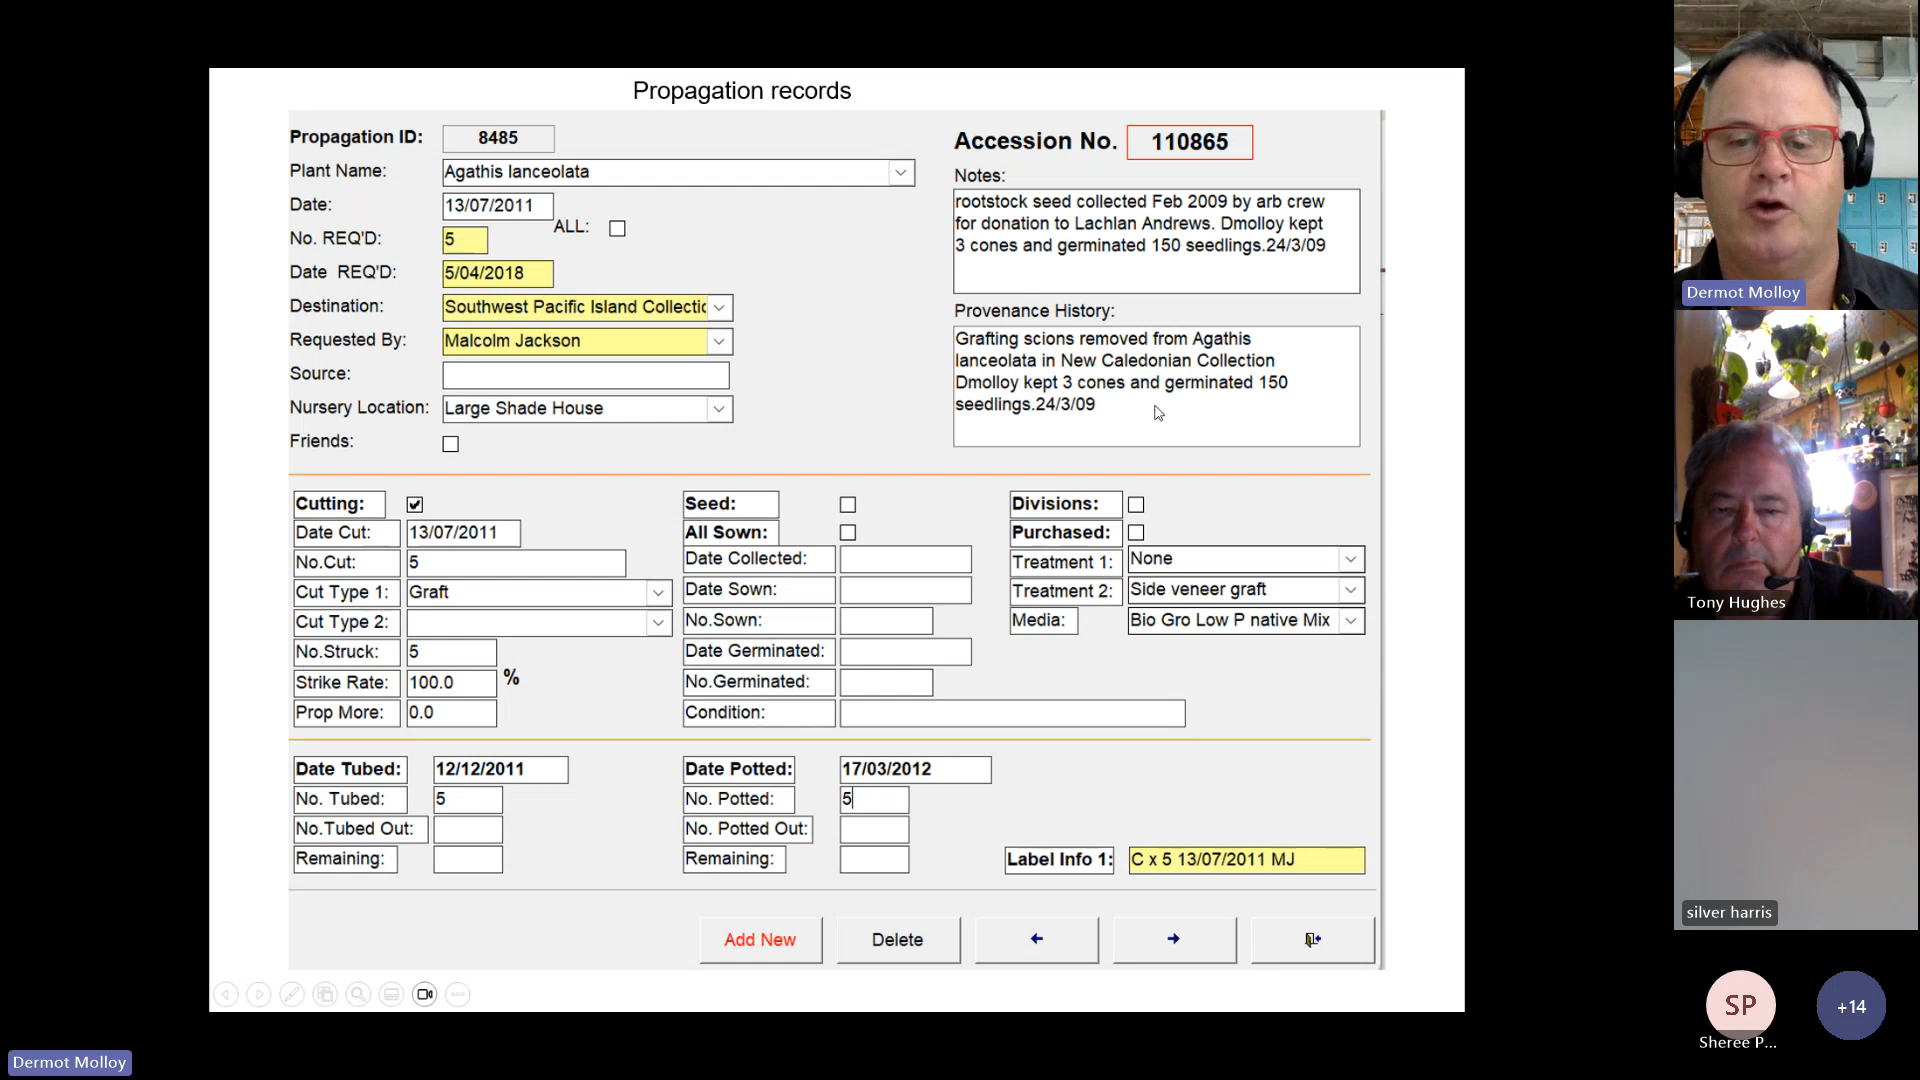 Propagation records
Propagation ID: 8485
Accession No. 110865
Plant Name: Agathis lanceolata
Date: 13/07/2011
ALL:
No. REQ'D: 5
Date REQ'D: 5/04/2018
Destination: Southwest Pacific Island Collectic
Requested By: Malcolm Jackson
Source:
Nursery Location: Large Shade House
Friends:
Notes:
rootstock seed collected Feb 2009 by arb crew
for donation to Lachlan Andrews. Dmolloy kept
3 cones and germinated 150 seedlings.24/3/09
Provenance History:
Grafting scions removed from Agathis
lanceolata in New Caledonian Collection
Dmolloy kept 3 cones and germinated 150
seedlings.24/3/09
Cutting:
Date Cut: 13/07/2011
No.Cut: 5
Cut Type 1: Graft
Cut Type 2:
No.Struck: 5
Strike Rate: 100.0 %
Prop More: 0.0
Seed:
All Sown:
Date Collected:
Date Sown:
No.Sown:
Date Germinated:
No.Germinated:
Condition:
Divisions:
Purchased:
Treatment 1: None
Treatment 2: Side veneer graft
Media: Bio Gro Low P native Mix
Date Tubed: 12/12/2011
No. Tubed: 5
No.Tubed Out:
Remaining:
Date Potted: 17/03/2012
No. Potted: 5
No. Potted Out:
Remaining:
Label Info 1: C x 5 13/07/2011 MJ
Add New
Delete
Dermot Molloy
Tony Hughes
silver harris
SP
Sheree P...
+14
Dermot Molloy